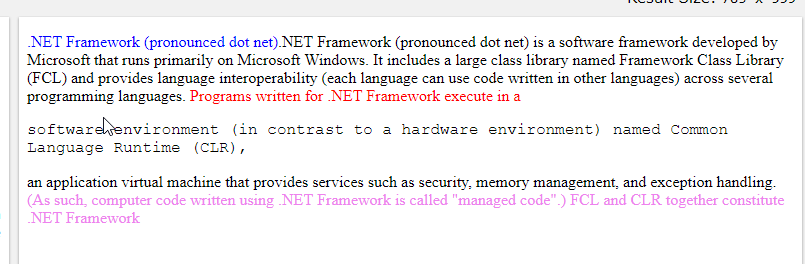 .NET Framework (pronounced dot net).NET Framework (pronounced dot net) is a software framework developed by
Microsoft that runs primarily on Microsoft Windows. It includes a large class library named Framework Class Library
(FCL) and provides language interoperability (each language can use code written in other languages) across several
programming languages. Programs written for .NET Framework execute in a
software environment (in contrast to a hardware environment) named Common
Language Runtime (CLR),
an application virtual machine that provides services such as security, memory management, and exception handling.
(As such, computer code written using .NET Framework is called "managed code".) FCL and CLR together constitute
.NET Framework